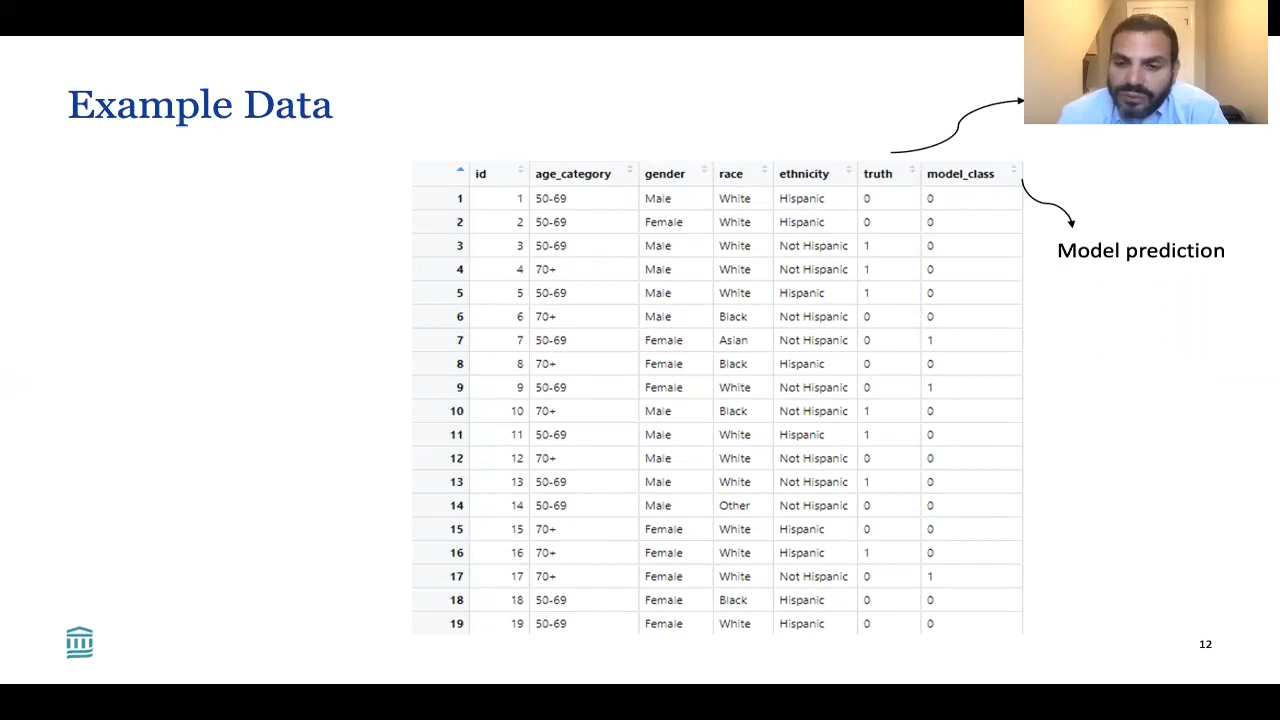 Example Data
id age_category gender race ethnicity truth model_class
1 1 50-69 Male White Hispanic 0 0
2 2 50-69 Female White Hispanic 0 0
3 3 50-69 Male White Not Hispanic 1 0
4 4 70+ Male White Not Hispanic 1 0
5 5 50-69 Male White Hispanic 1 0
6 6 70+ Male Black Not Hispanic 0 0
7 7 50-69 Female Asian Not Hispanic 0 1
8 8 70+ Female Black Hispanic 0 0
9 9 50-69 Female White Not Hispanic 0 1
10 10 70+ Male Black Not Hispanic 1 0
11 11 50-69 Male White Hispanic 1 0
12 12 70+ Male White Not Hispanic 0 0
13 13 50-69 Male White Not Hispanic 1 0
14 14 50-69 Male Other Not Hispanic 0 0
15 15 70+ Female White Hispanic 0 0
16 16 70+ Female White Hispanic 1 0
17 17 70+ Female White Not Hispanic 0 1
18 18 50-69 Female Black Hispanic 0 0
19 19 50-69 Female White Hispanic 0 0
Model prediction
12